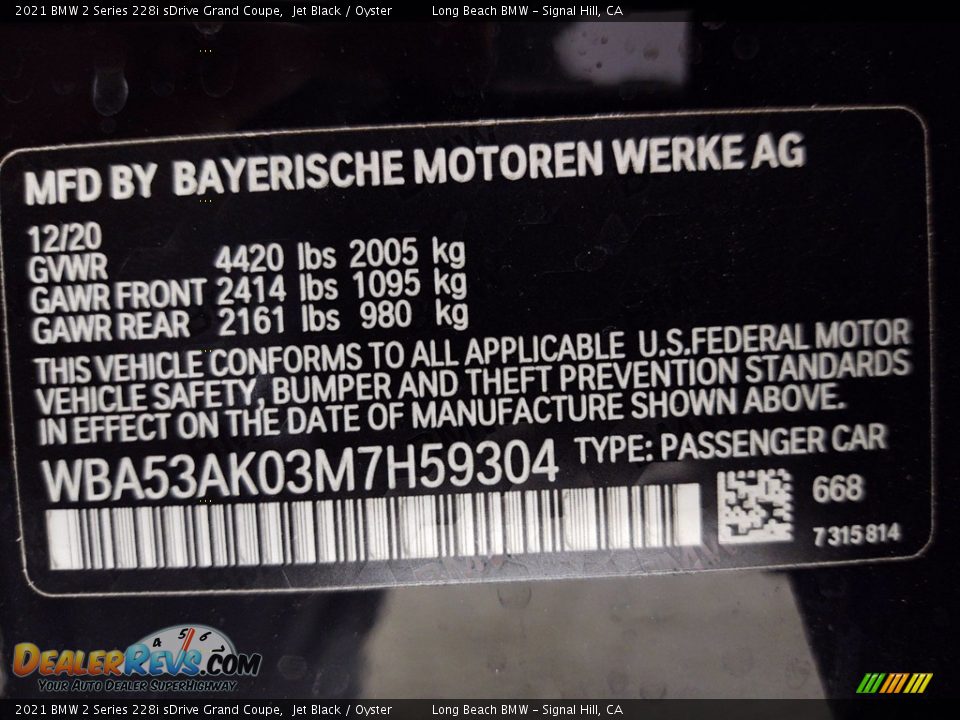 2021 BMW 2 Series 228i sDrive Grand Coupe, Jet Black / Oyster Long Beach BMW - Signal Hill, CA
MFD BY BAYERISCHE MOTOREN WERKE AG
12/20
GVWR 4420 lbs 2005 kg
GAWR FRONT 2414 lbs 1095 kg
GAWR REAR 2161 lbs 980 kg
THIS VEHICLE CONFORMS TO ALL APPLICABLE U.S.FEDERAL MOTOR
VEHICLE SAFETY, BUMPER AND THEFT PREVENTION STANDARDS
IN EFFECT ON THE DATE OF MANUFACTURE SHOWN ABOVE.
WBA53AK03M7H59304 TYPE: PASSENGER CAR
668
7 315 814
4 5 6
DEALERREVS.COM
YOUR AUTO DEALER SUPERHIGHWAY
2021 BMW 2 Series 228i sDrive Grand Coupe, Jet Black / Oyster Long Beach BMW - Signal Hill, CA